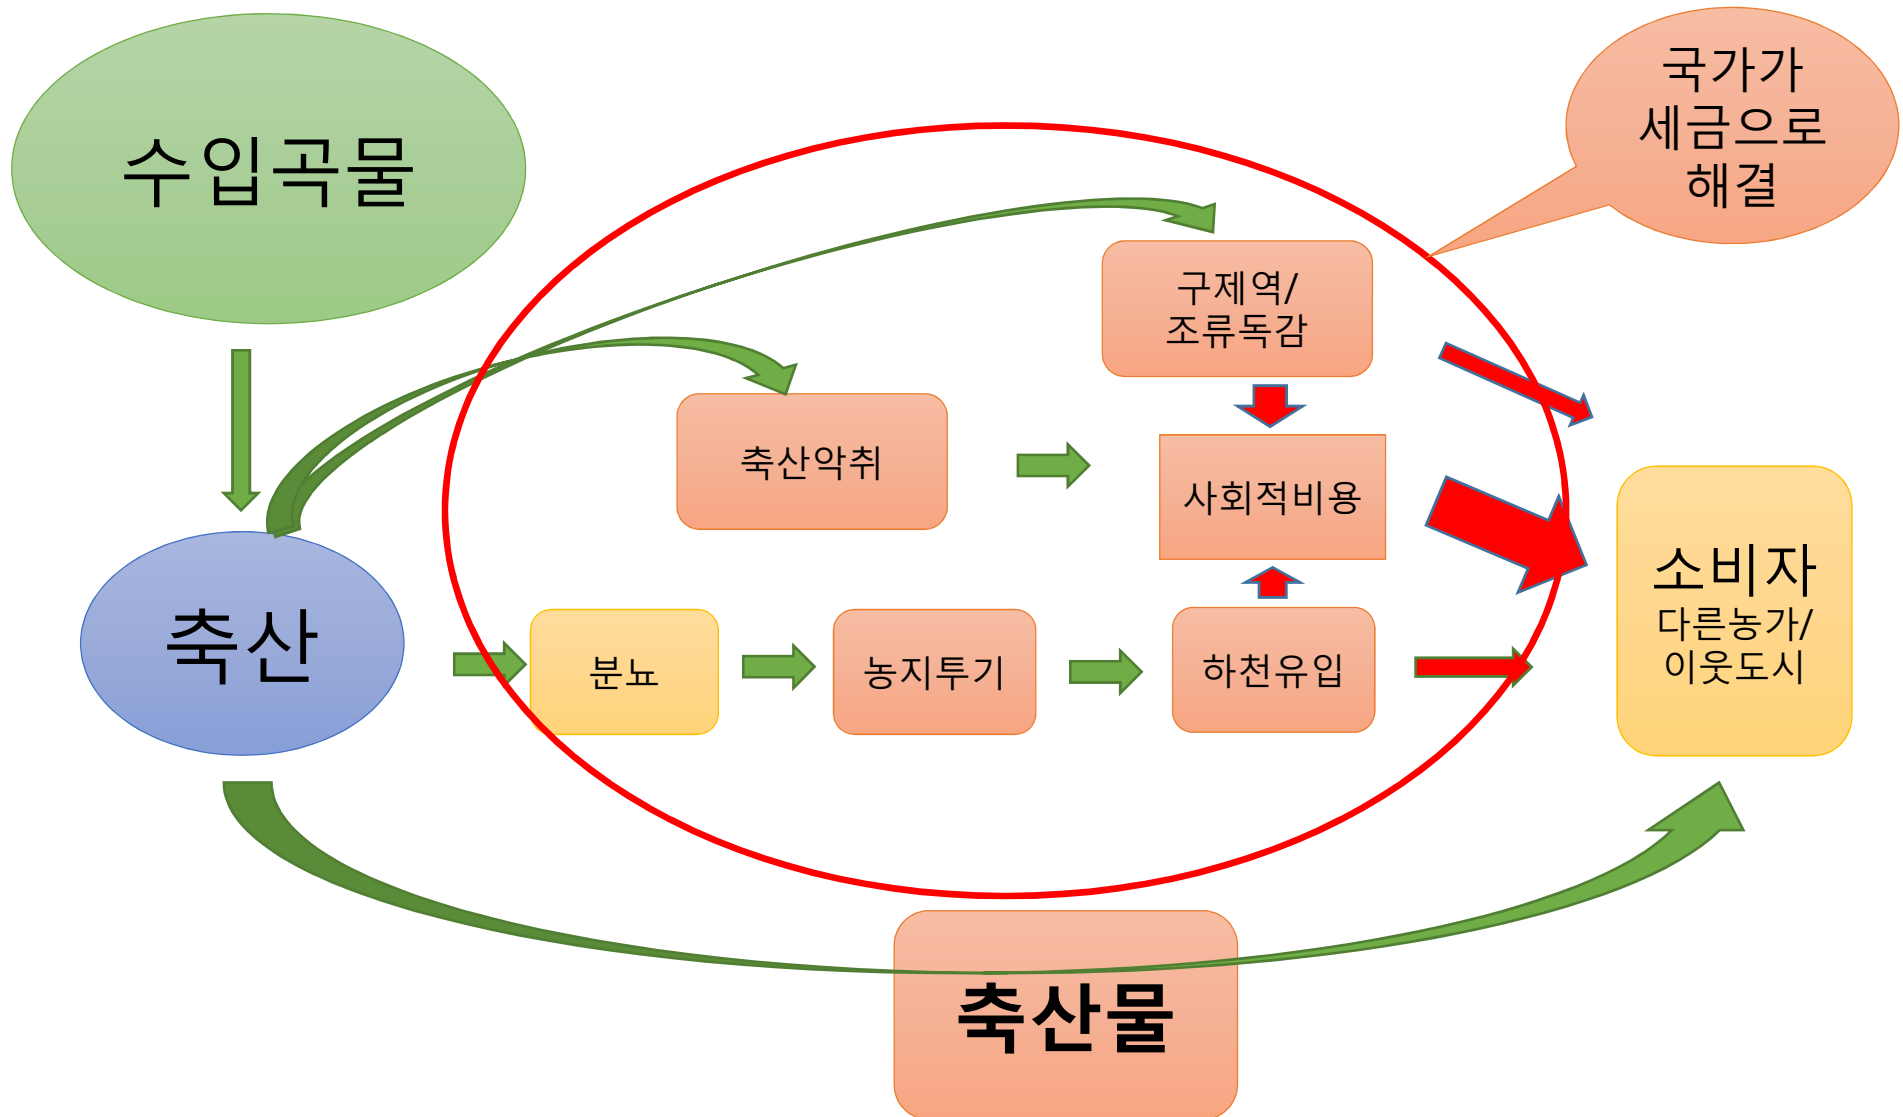 수입곡물
국가가
세금으로
해결
구제역/
조류독감
축산악취
사회적비용
소비자
다른농가/
이웃도시
축산
분뇨
농지투기
하천유입
축산물